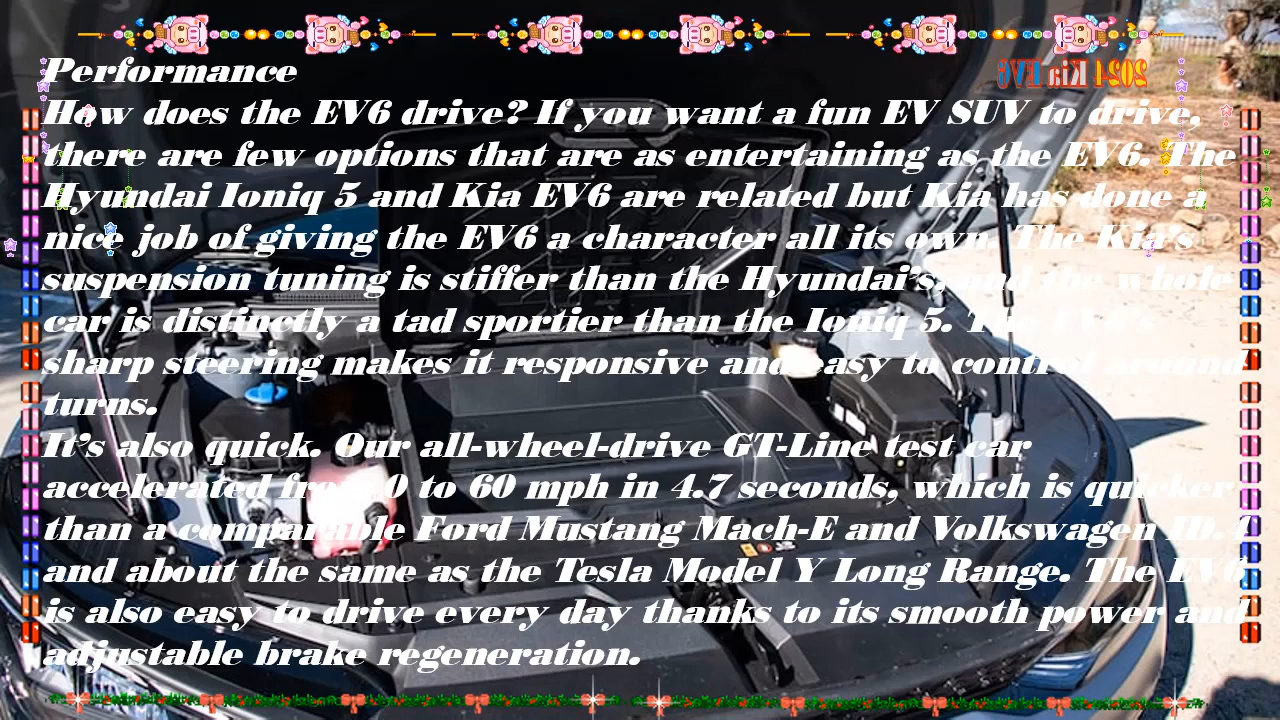 Performance
2024 Kia EV6
How does the EV6 drive? If you want a fun EV SUV to drive,
there are few options that are as entertaining as the EV6. The
Hyundai Ioniq 5 and Kia EV6 are related but Kia has done a
nice job of giving the EV6 a character all its own. The Kia's
suspension tuning is stiffer than the Hyundai’s, and the whole
car is distinctly a tad sportier than the Ioniq 5. The
sharp steering makes it responsive and easy to control around
turns.
It’s also quick. Our all-wheel-drive GT-Line test car
accelerated from 0 to 60 mph in 4.7 seconds, which is quicker
than a comparable Ford Mustang Mach-E and Volkswagen ID.4
and about the same as the Tesla Model Y Long Range. The EV6
is also easy to drive every day thanks to its smooth power and
adjustable brake regeneration.